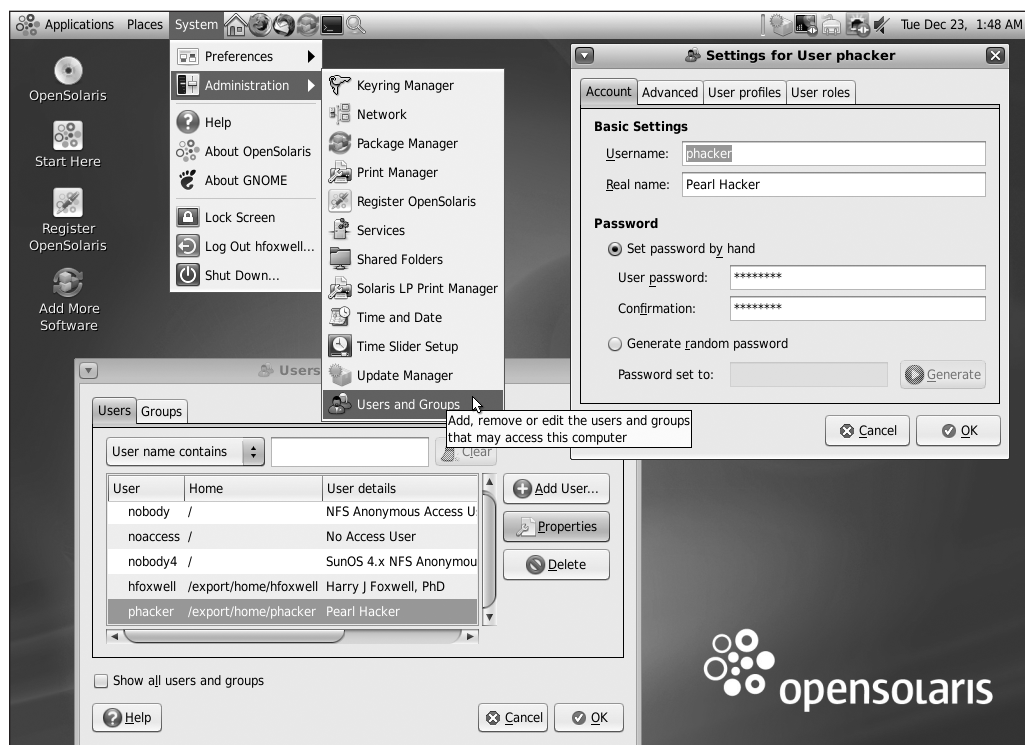 Applications Places System Tue Dec 23, 1:48 AM
OpenSolaris
Start Here
Register
OpenSolaris
Add More
Software
Preferences
Administration
Help
About OpenSolaris
About GNOME
Lock Screen
Log Out hfoxwell...
Shut Down...
Keyring Manager
Network
Package Manager
Print Manager
Register OpenSolaris
Services
Shared Folders
Solaris LP Print Manager
Time and Date
Time Slider Setup
Update Manager
Users and Groups
Add, remove or edit the users and groups
that may access this computer
Settings for User phacker
Account Advanced User profiles User roles
Basic Settings
Username: phacker
Real name: Pearl Hacker
Password
Set password by hand
User password: ********
Confirmation: ********
Generate random password
Password set to: Generate
Cancel OK
Users
Users Groups
User name contains Clear
User Home User details
nobody / NFS Anonymous Access U
noaccess / No Access User
nobody4 / SunOS 4.x NFS Anonymou
hfoxwell /export/home/hfoxwell Harry J Foxwell, PhD
phacker /export/home/phacker Pearl Hacker
Add User...
Properties
Delete
Show all users and groups
Help Cancel OK
opensolaris